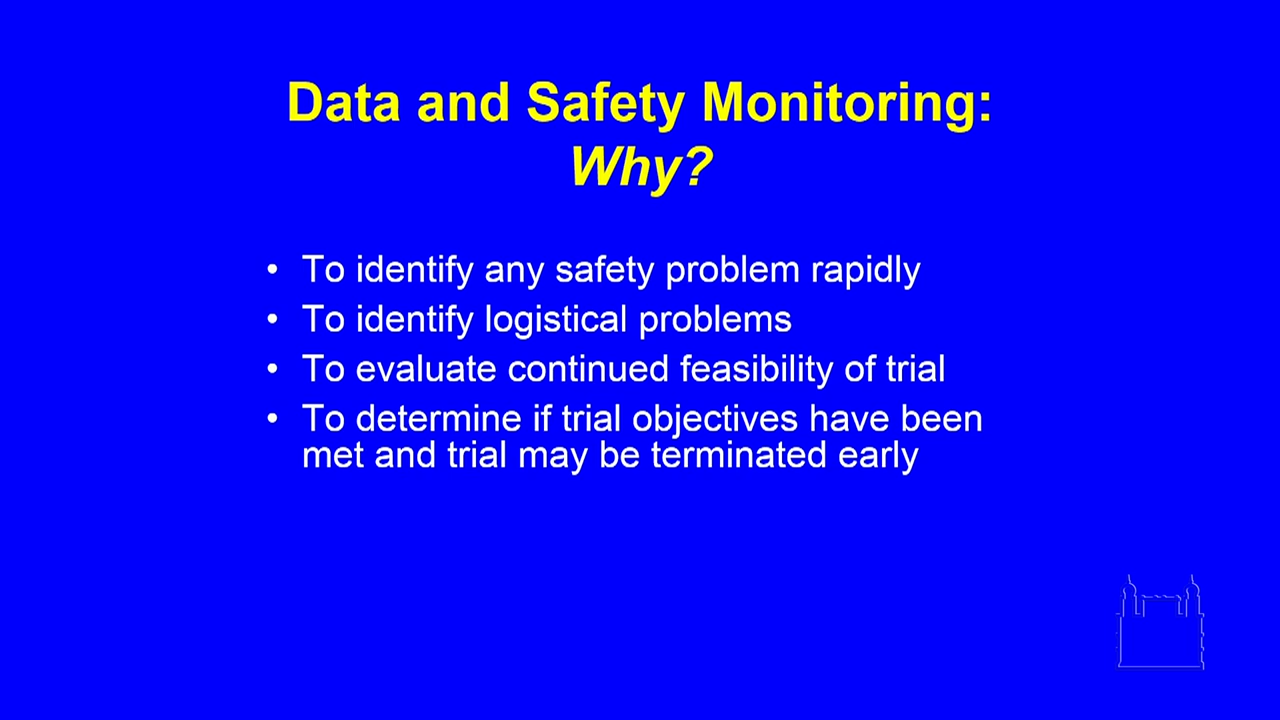 Data and Safety Monitoring:
Why?
• To identify any safety problem rapidly
• To identify logistical problems
• To evaluate continued feasibility of trial
• To determine if trial objectives have been
met and trial may be terminated early